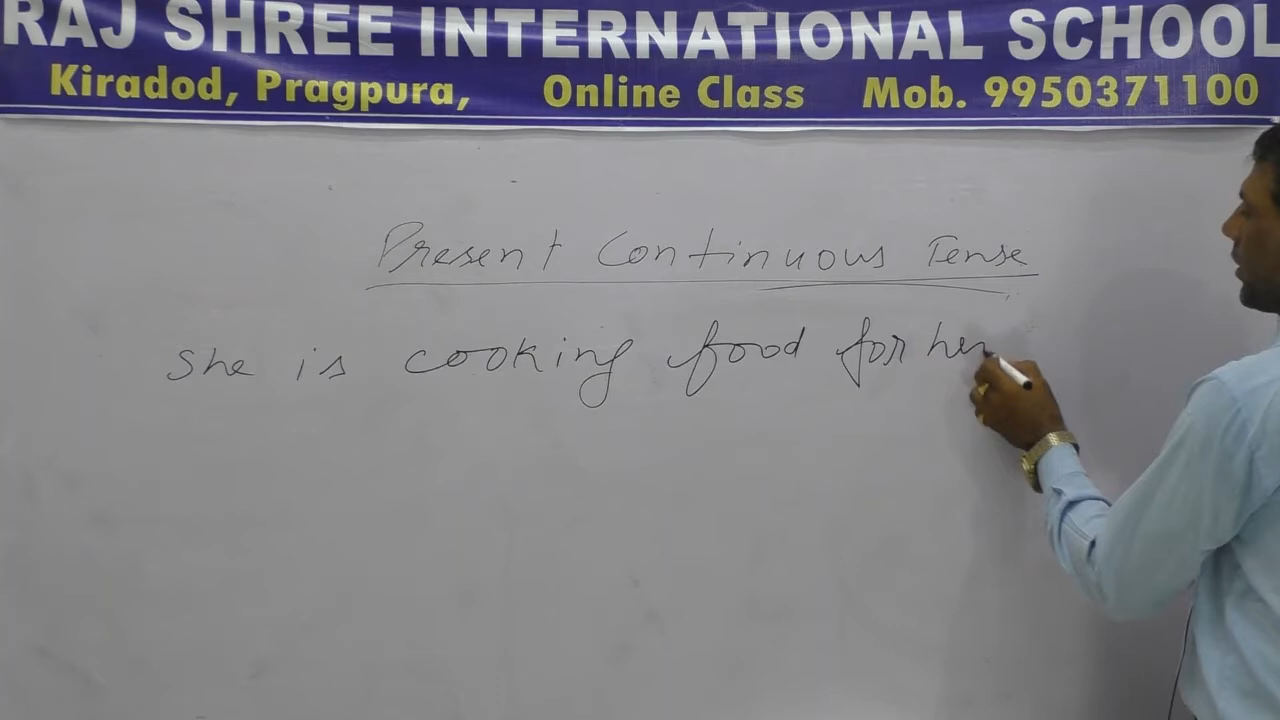 RAJ SHREE INTERNATIONAL SCHOOL
Kiradod, Pragpura, Online Class Mob. 9950371100
Present Continuous Tense
She is cooking food for her